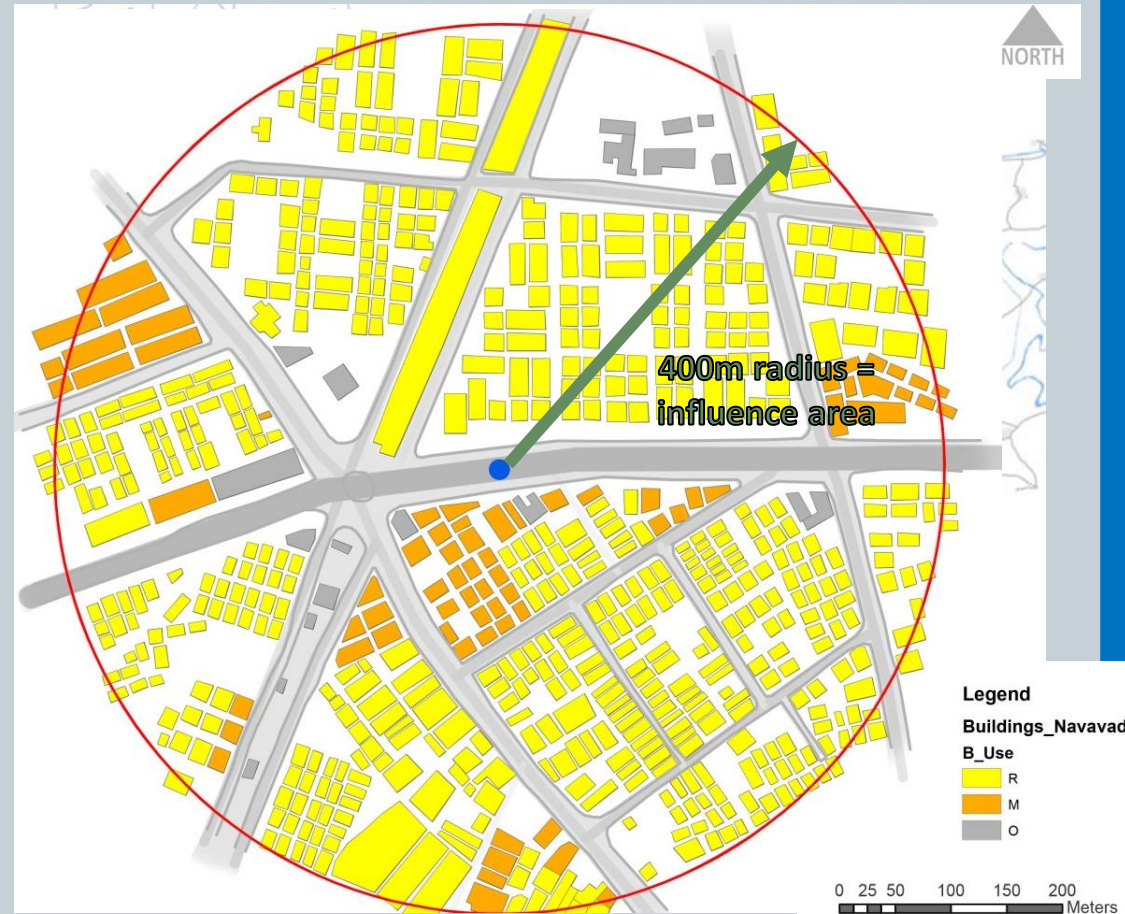 NORTH
400m radius =
influence area
Legend
Buildings_Navavad
B_Use
R
M
O
0 25 50 100 150 200
Meters